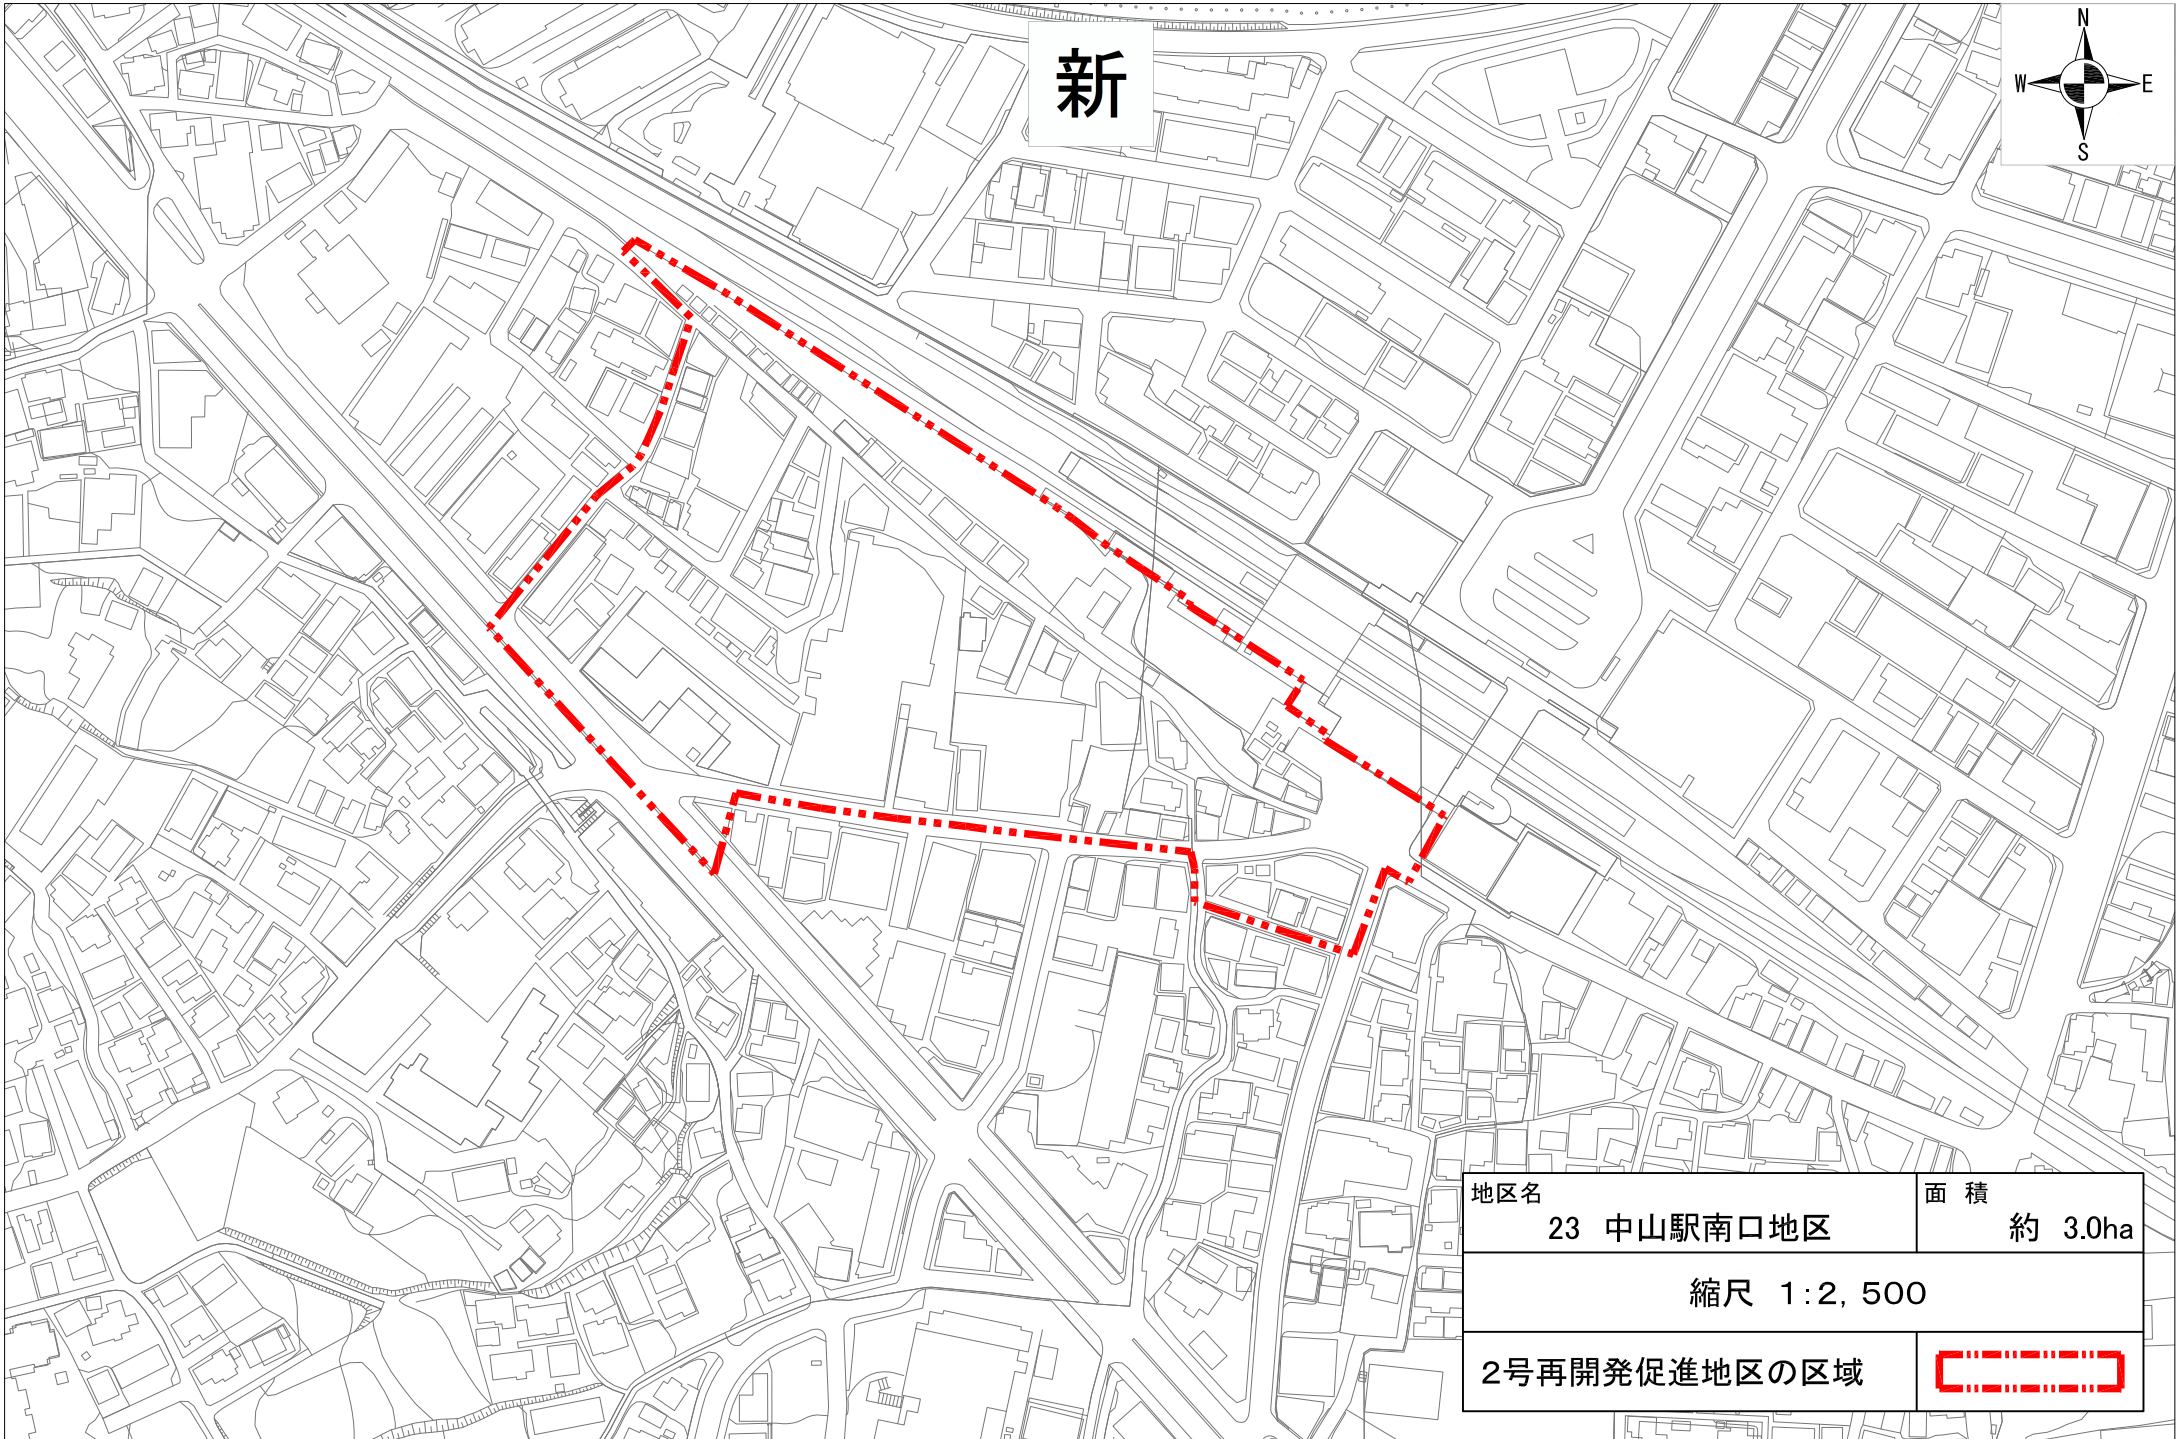 新
N
W E
S
地区名
23 中山駅南口地区
面 積
約 3.0ha
縮尺 1:2,500
2号再開発促進地区の区域